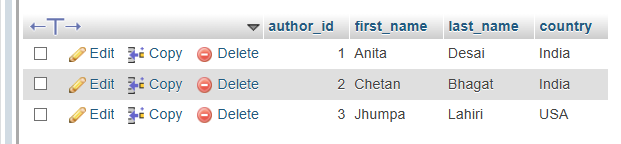 author_id first_name last_name country
Edit Copy Delete 1 Anita Desai India
Edit Copy Delete 2 Chetan Bhagat India
Edit Copy Delete 3 Jhumpa Lahiri USA